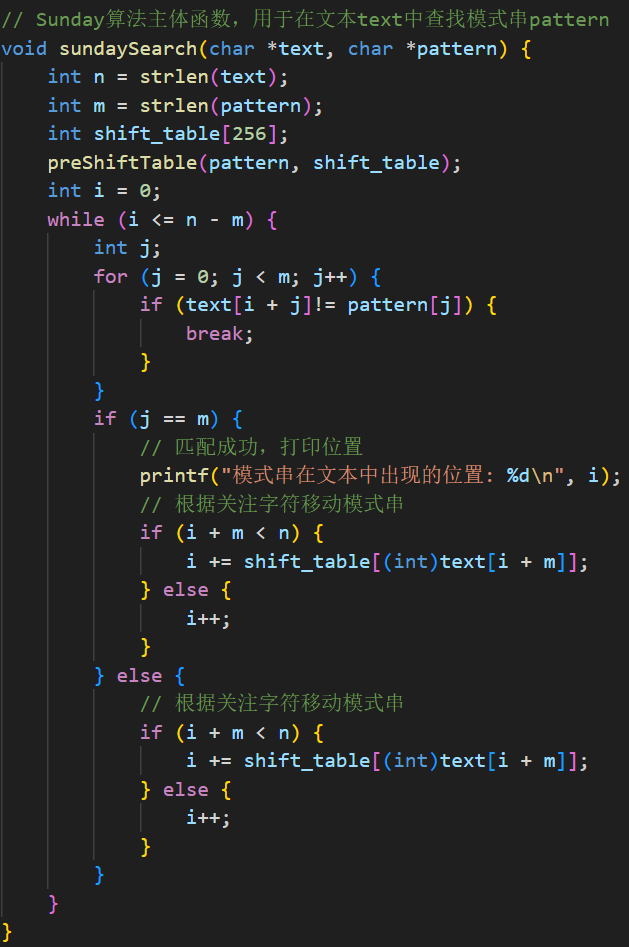 // Sunday算法主体函数，用于在文本text中查找模式串pattern
void sundaySearch(char *text, char *pattern) {
    int n = strlen(text);
    int m = strlen(pattern);
    int shift_table[256];
    preShiftTable(pattern, shift_table);
    int i = 0;
    while (i <= n - m) {
        int j;
        for (j = 0; j < m; j++) {
            if (text[i + j]!= pattern[j]) {
                break;
            }
        }
        if (j == m) {
            // 匹配成功，打印位置
            printf("模式串在文本中出现的位置: %d\n", i);
            // 根据关注字符移动模式串
            if (i + m < n) {
                i += shift_table[(int)text[i + m]];
            } else {
                i++;
            }
        } else {
            // 根据关注字符移动模式串
            if (i + m < n) {
                i += shift_table[(int)text[i + m]];
            } else {
                i++;
            }
        }
    }
}